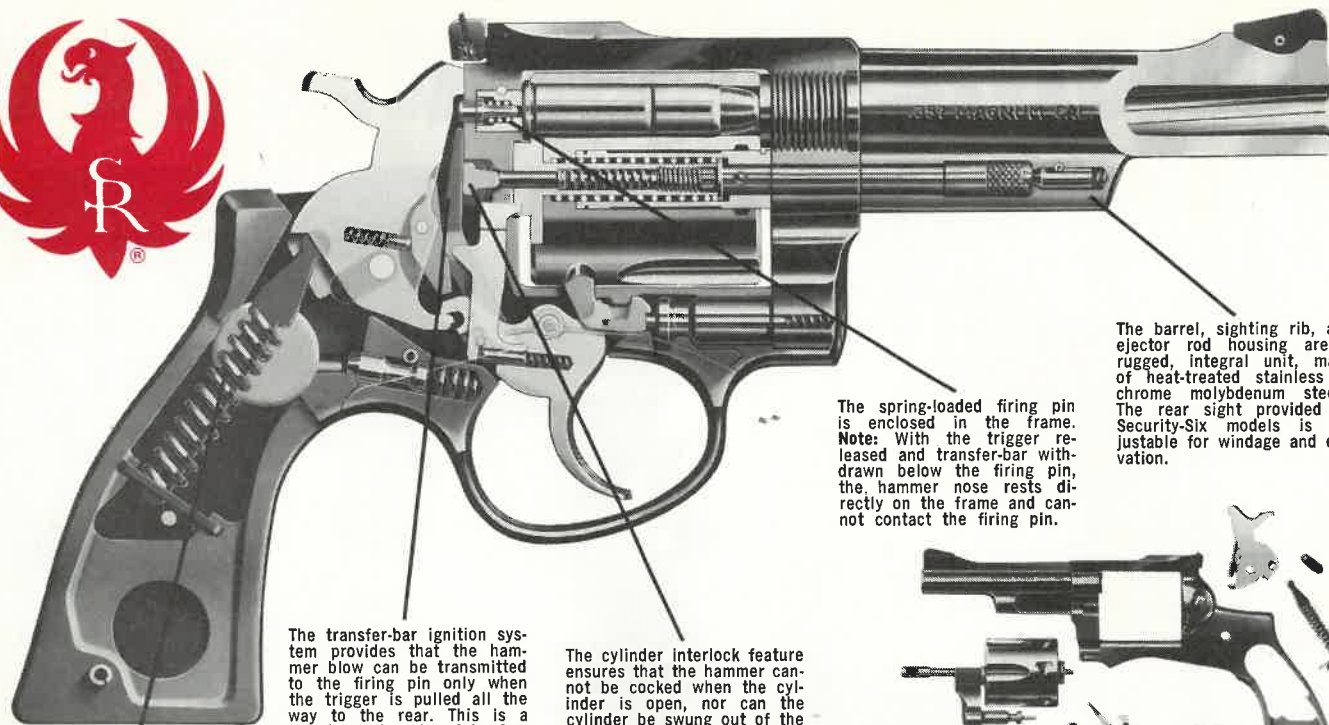 SR
®
.357 MAGNUM CAL
The transfer-bar ignition sys-
tem provides that the ham-
mer blow can be transmitted
to the firing pin only when
the trigger is pulled all the
way to the rear. This is a
The cylinder interlock feature
ensures that the hammer can-
not be cocked when the cyl-
inder is open, nor can the
cylinder be swung out of the
The spring-loaded firing pin
is enclosed in the frame.
Note: With the trigger re-
leased and transfer-bar with-
drawn below the firing pin,
the hammer nose rests di-
rectly on the frame and can-
not contact the firing pin.
The barrel, sighting rib, a
ejector rod housing are
rugged, integral unit, ma
of heat-treated stainless
chrome molybdenum stee
The rear sight provided
Security-Six models is
justable for windage and e
vation.